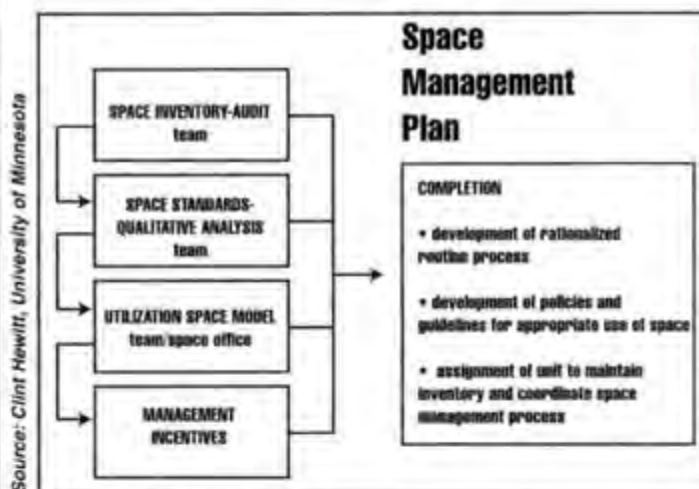 Source: Clint Hewitt, University of Minnesota
Space
Management
Plan
SPACE INVENTORY-AUDIT
team
SPACE STANDARDS-
QUALITATIVE ANALYSIS
team
UTILIZATION SPACE MODEL
team/space office
MANAGEMENT
INCENTIVES
COMPLETION
• development of rationalized
routine process
• development of policies and
guidelines for appropriate use of space
• assignment of unit to maintain
inventory and coordinate space
management process